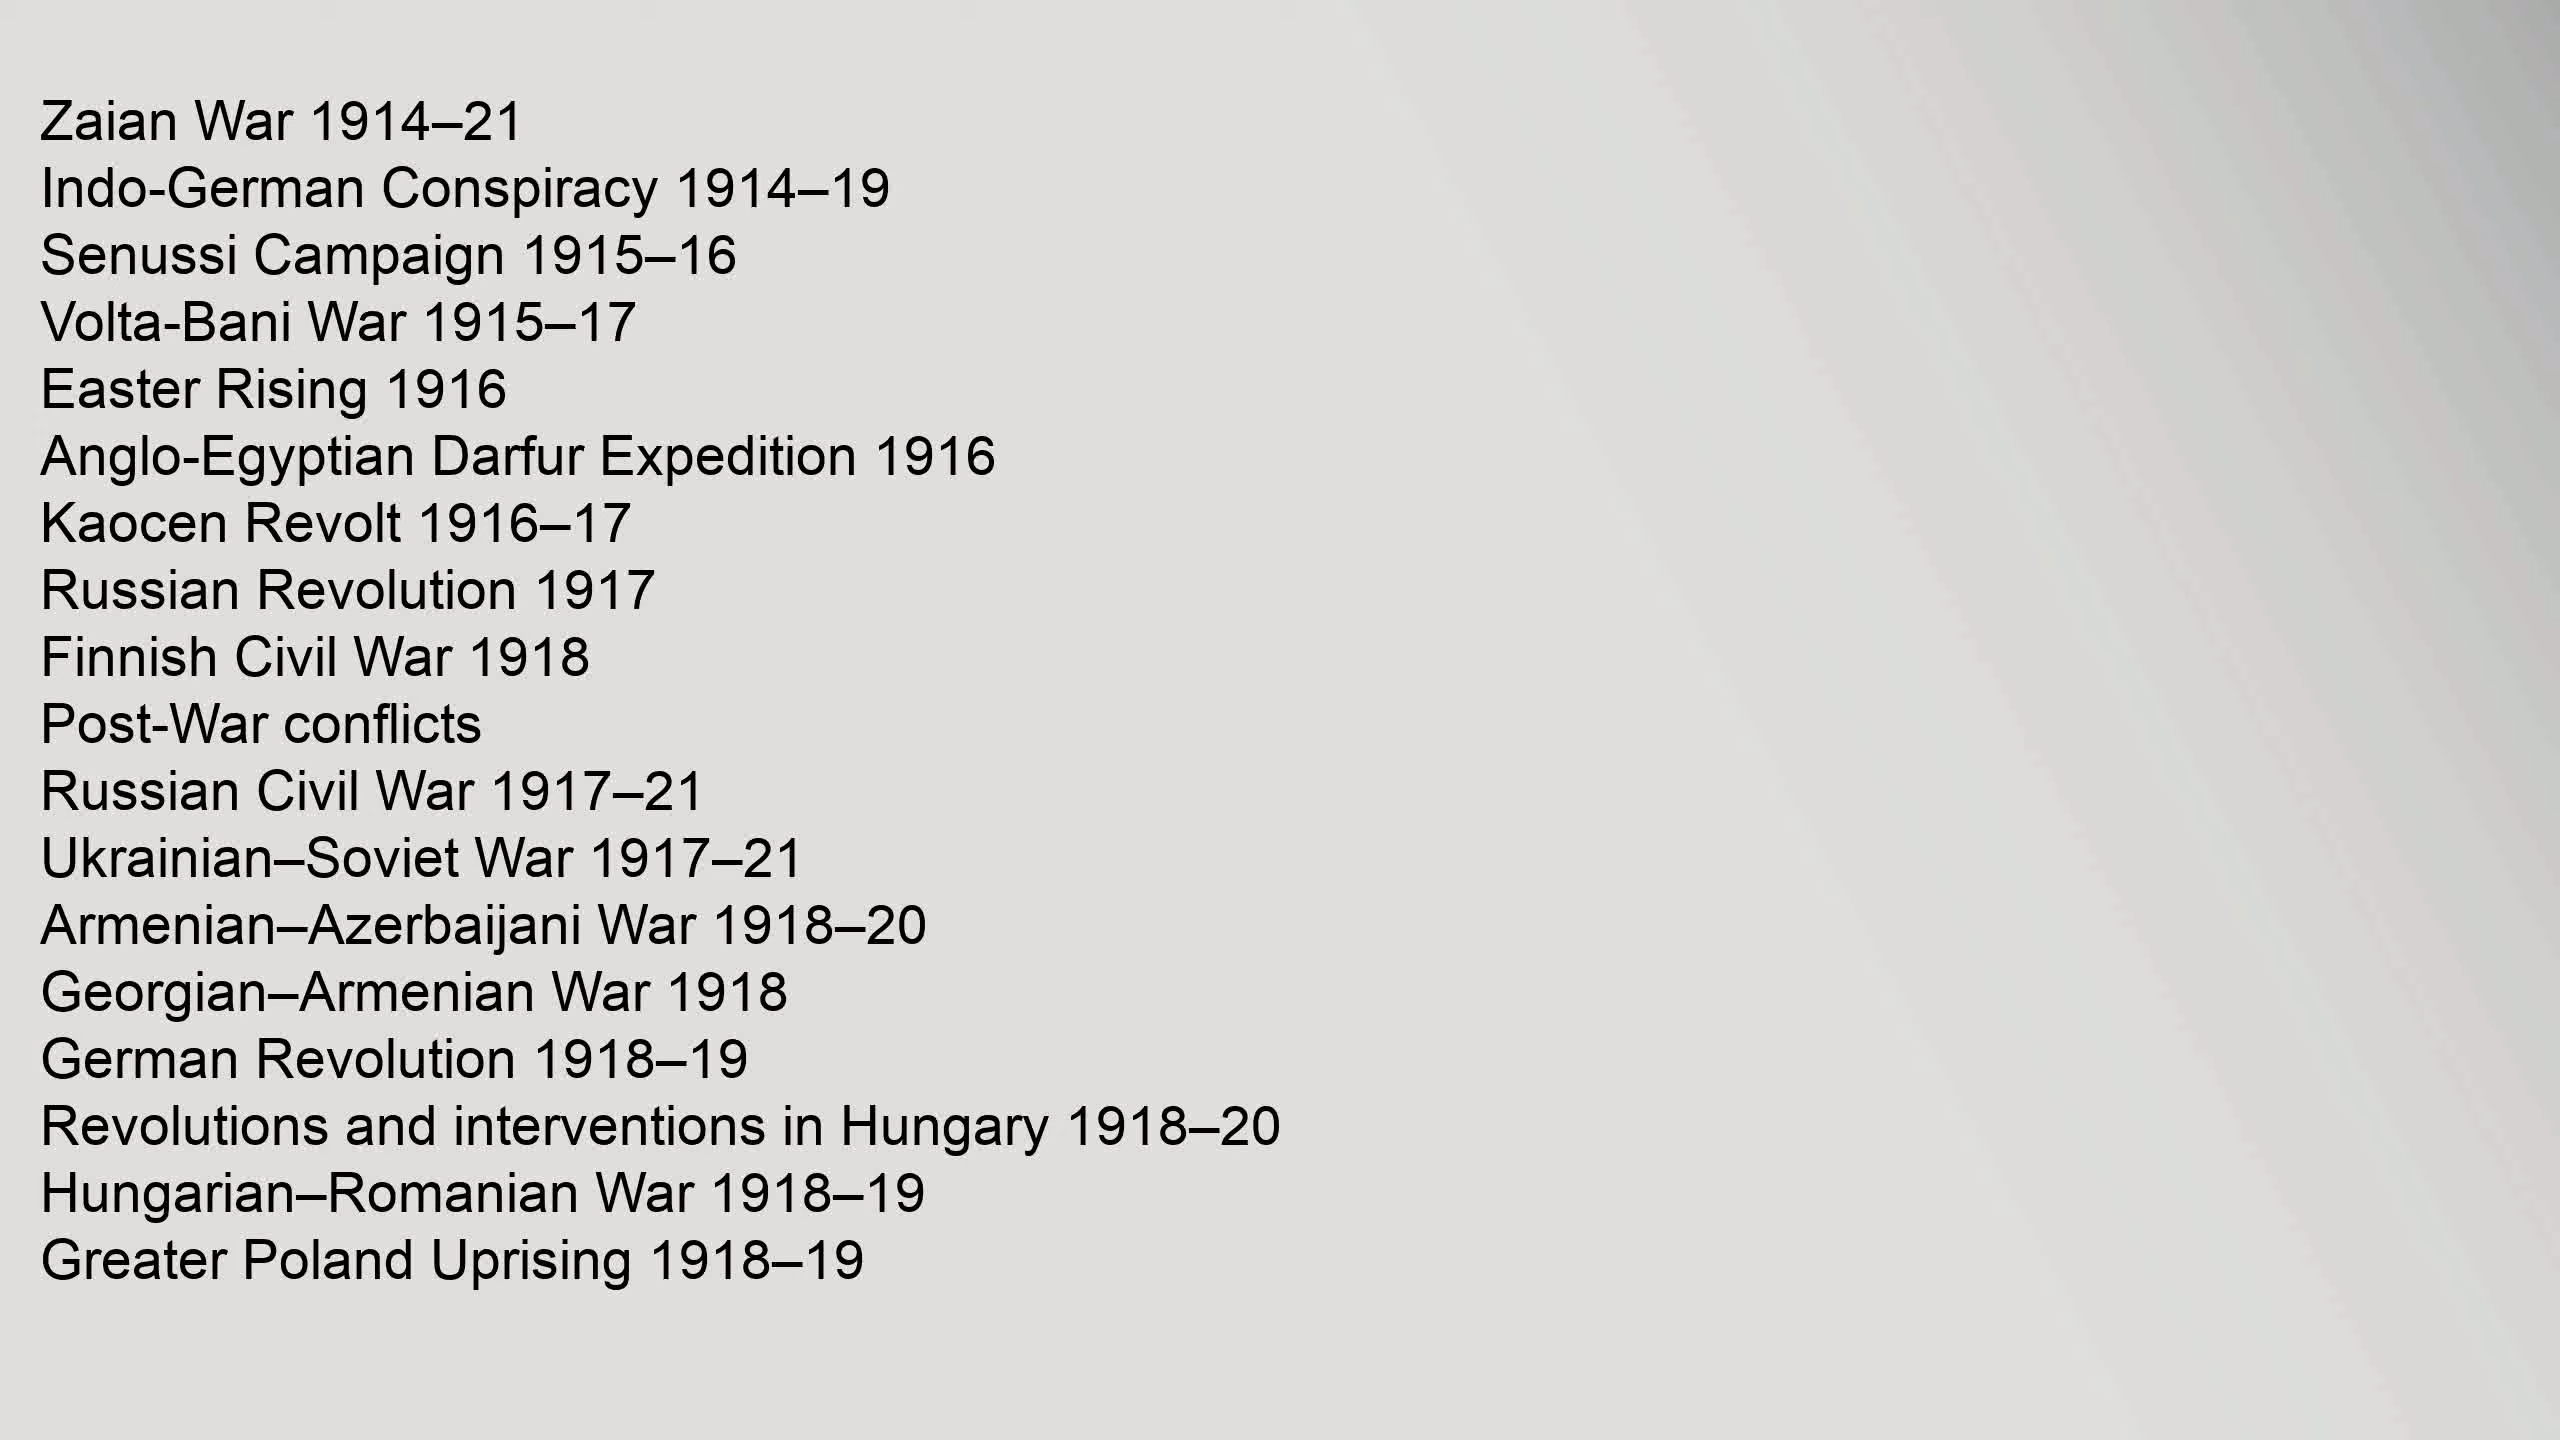 Zaian War 1914–21
Indo-German Conspiracy 1914–19
Senussi Campaign 1915–16
Volta-Bani War 1915–17
Easter Rising 1916
Anglo-Egyptian Darfur Expedition 1916
Kaocen Revolt 1916–17
Russian Revolution 1917
Finnish Civil War 1918
Post-War conflicts
Russian Civil War 1917–21
Ukrainian–Soviet War 1917–21
Armenian–Azerbaijani War 1918–20
Georgian–Armenian War 1918
German Revolution 1918–19
Revolutions and interventions in Hungary 1918–20
Hungarian–Romanian War 1918–19
Greater Poland Uprising 1918–19